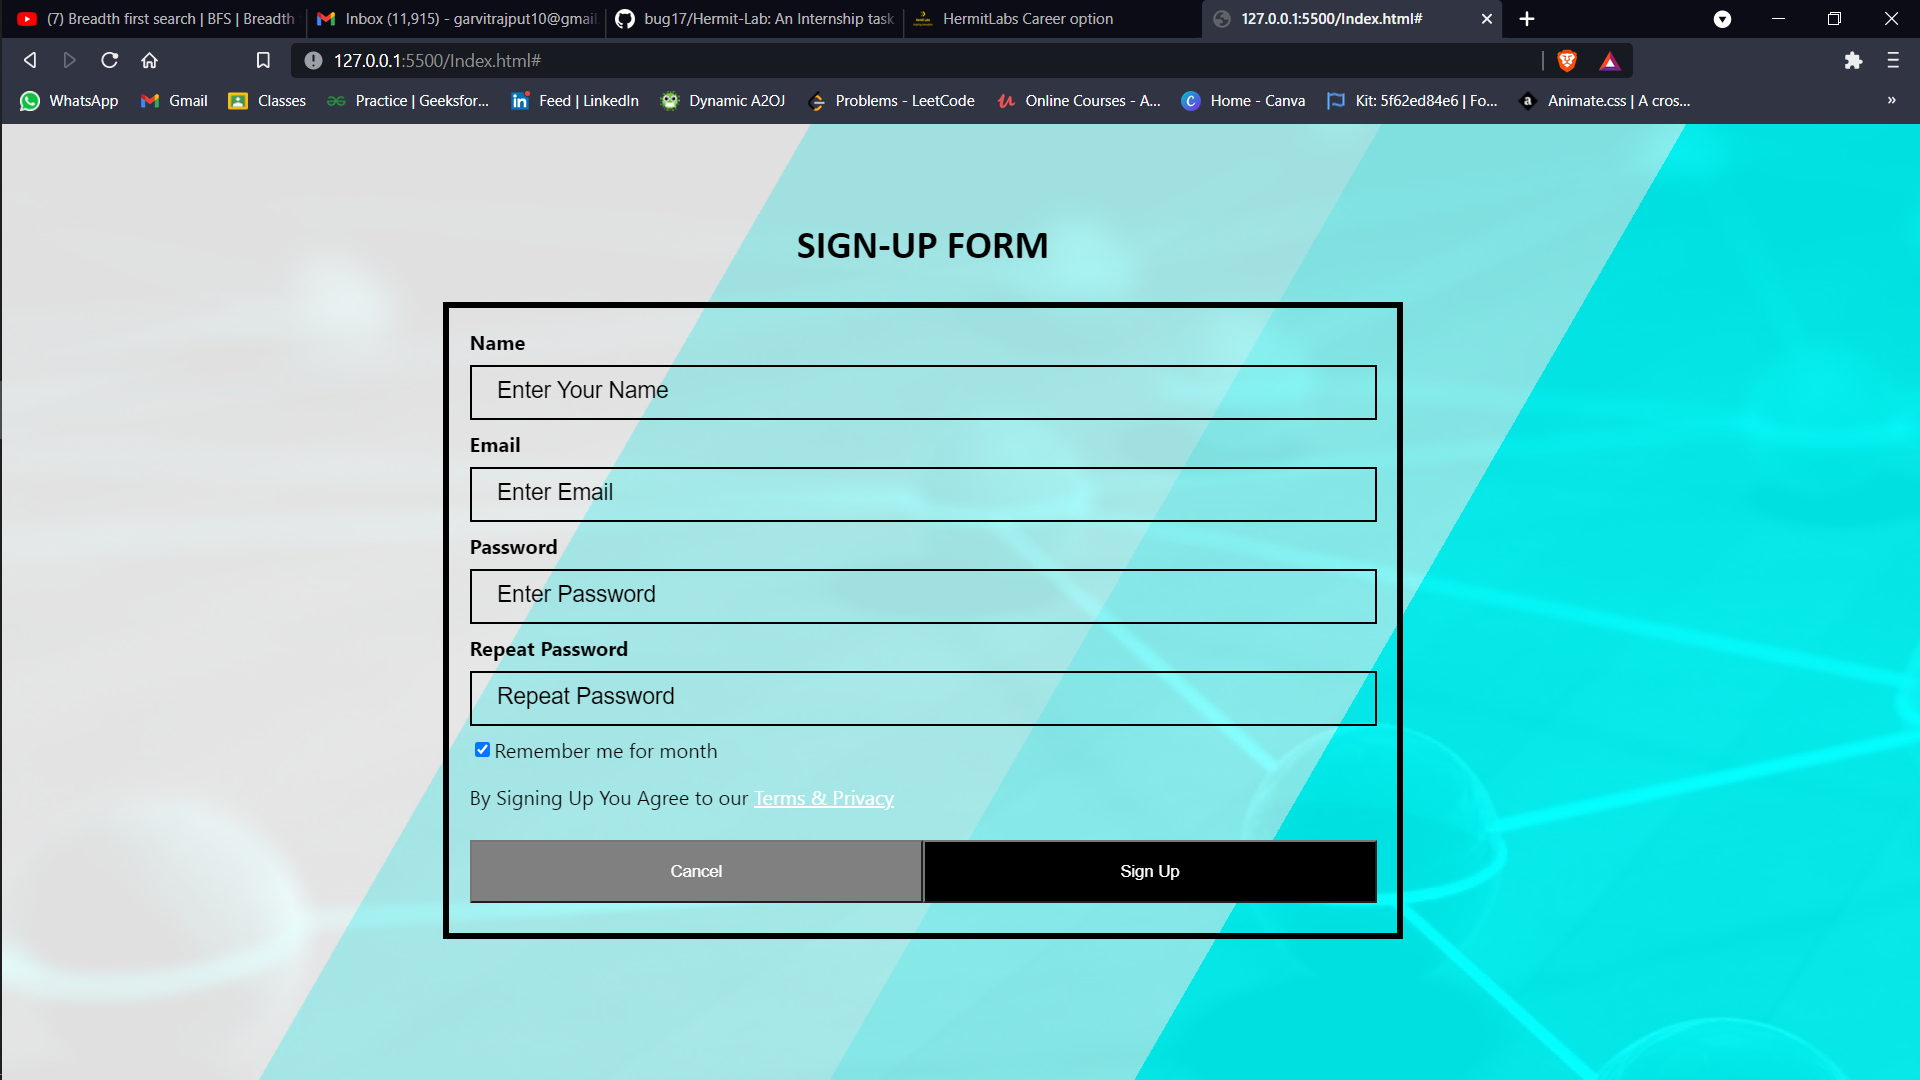 (7) Breadth first search | BFS | Breadth
Inbox (11,915) - garvitrajput10@gmail.
bug17/Hermit-Lab: An Internship task
HermitLabs Career option
127.0.0.1:5500/Index.html#
127.0.0.1:5500/Index.html#
WhatsApp
Gmail
Classes
Practice | Geeksfor...
Feed | LinkedIn
Dynamic A2OJ
Problems - LeetCode
Online Courses - A...
Home - Canva
Kit: 5f62ed84e6 | Fo...
Animate.css | A cros...
»
SIGN-UP FORM
Name
Enter Your Name
Email
Enter Email
Password
Enter Password
Repeat Password
Repeat Password
Remember me for month
By Signing Up You Agree to our Terms & Privacy
Cancel
Sign Up